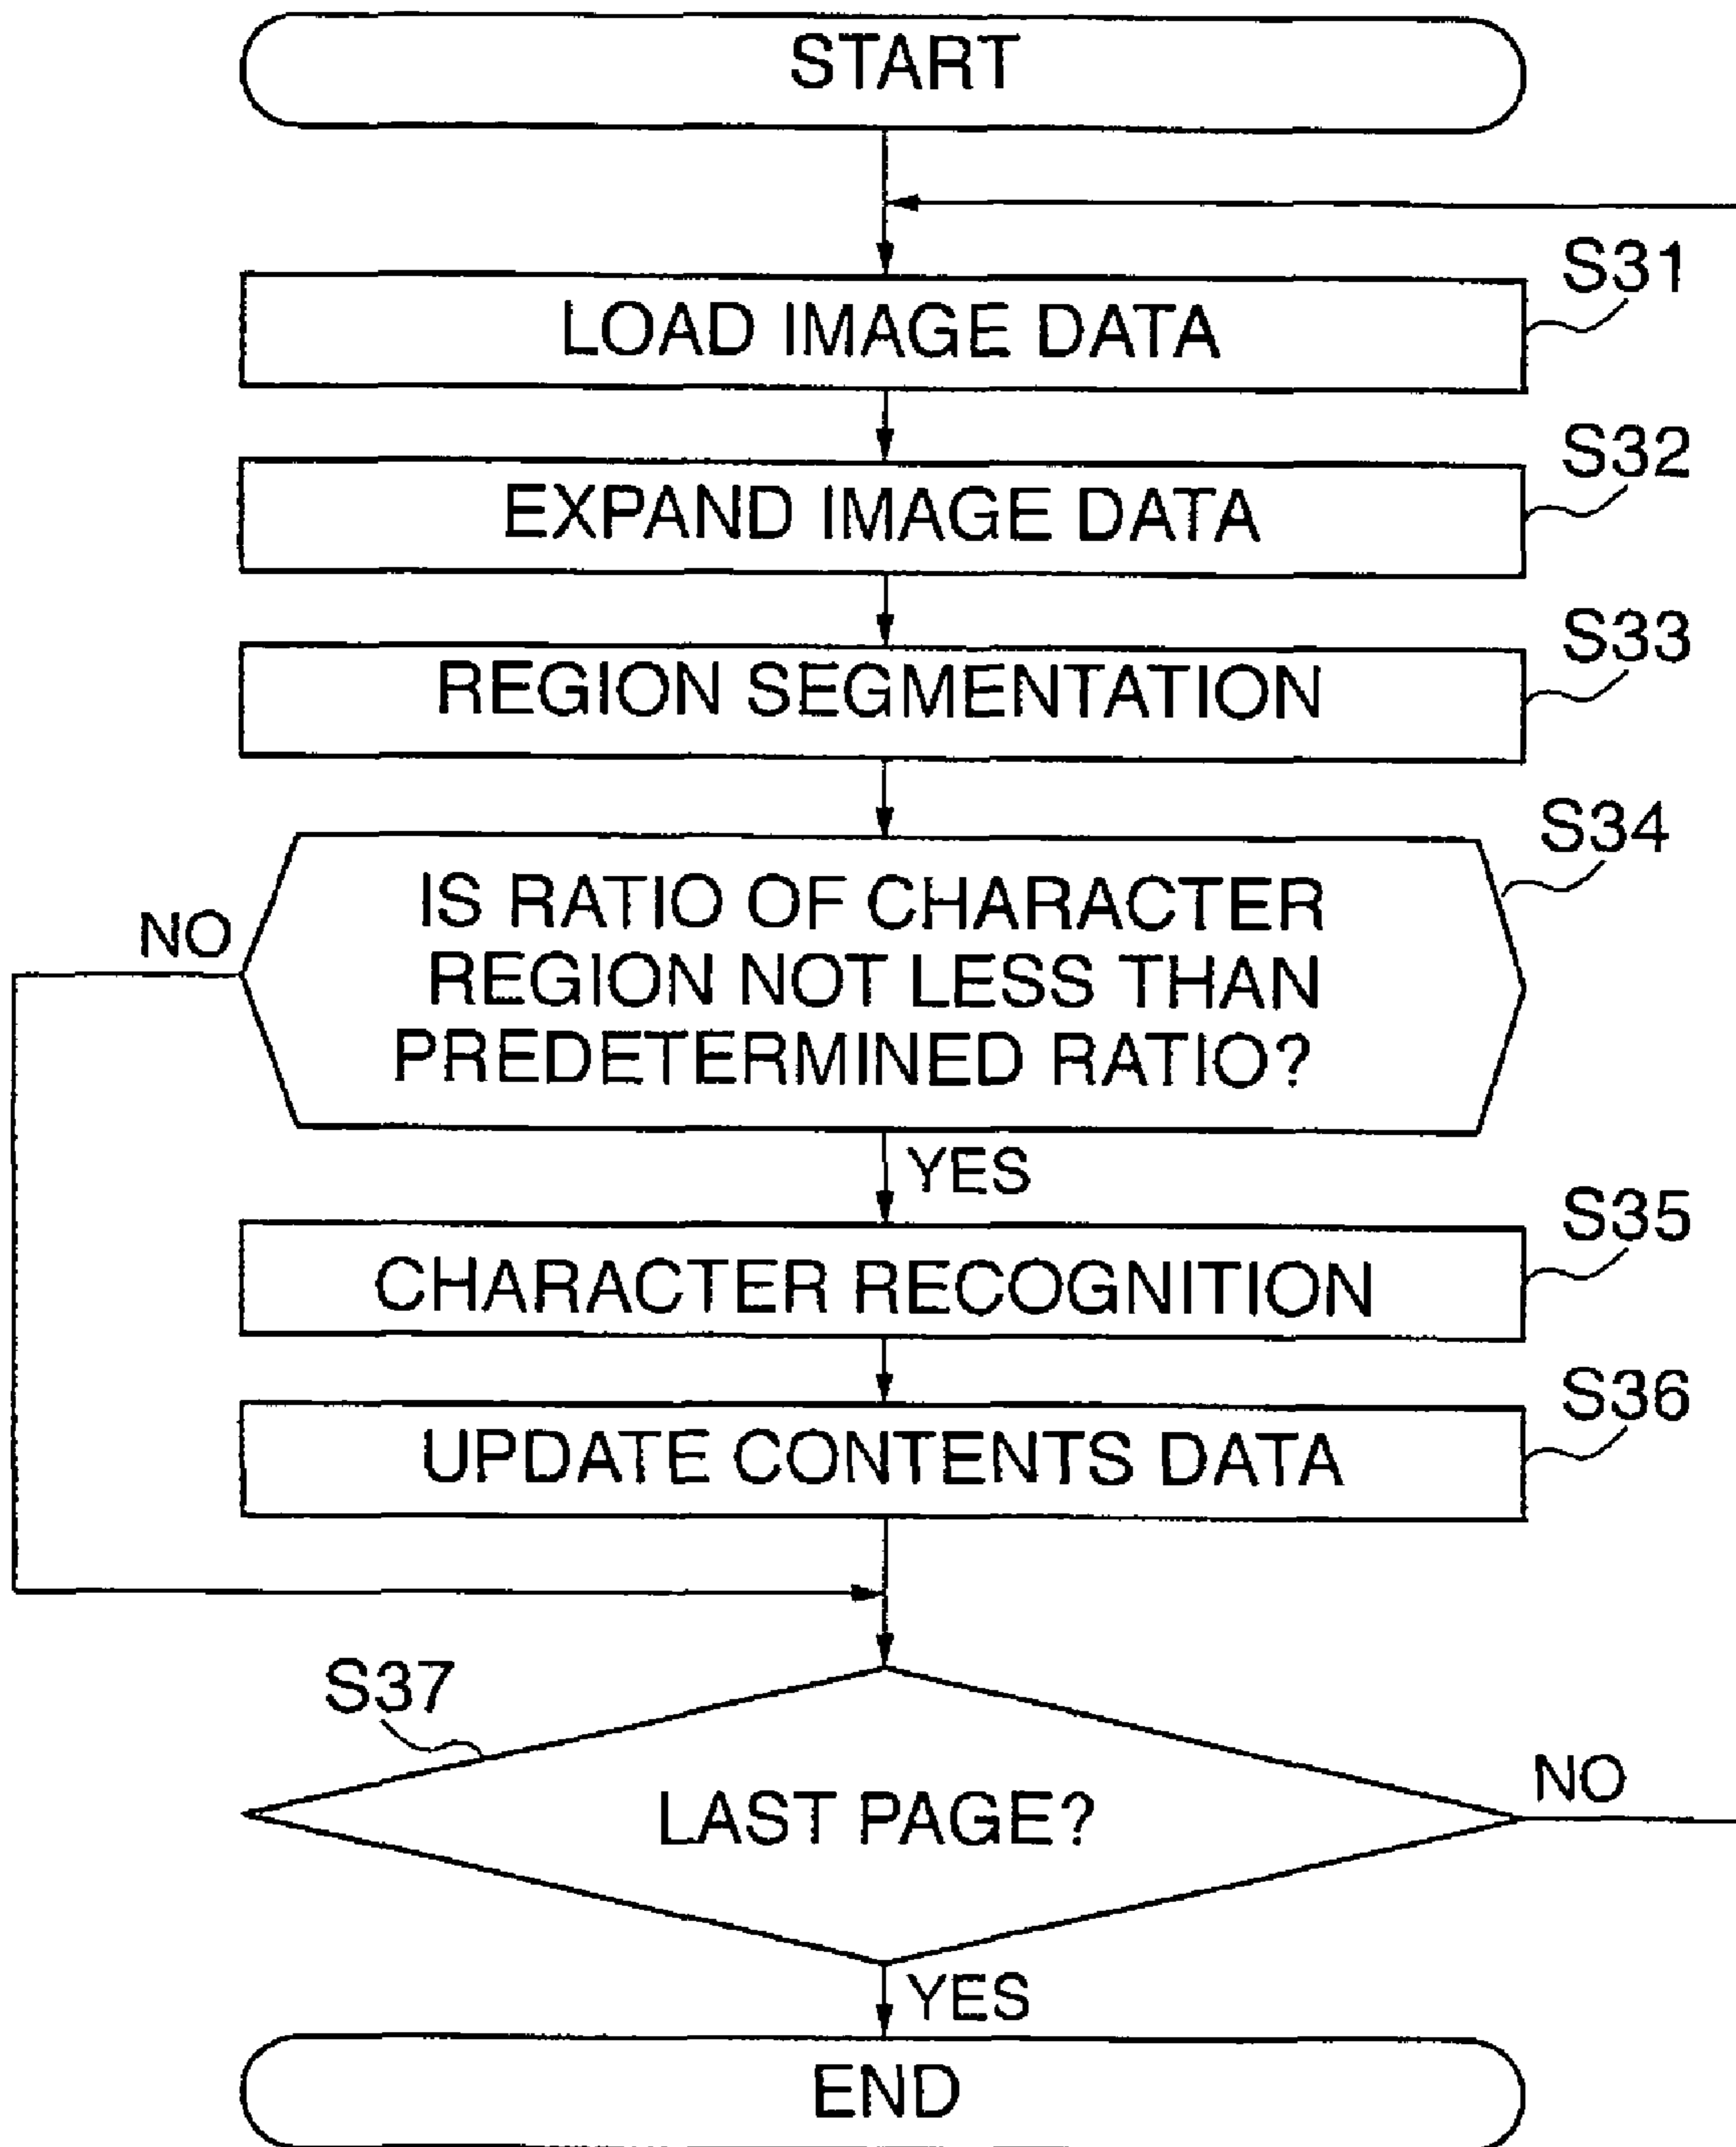 START
S31
LOAD IMAGE DATA
S32
EXPAND IMAGE DATA
S33
REGION SEGMENTATION
S34
IS RATIO OF CHARACTER
REGION NOT LESS THAN
PREDETERMINED RATIO?
NO
YES
S35
CHARACTER RECOGNITION
S36
UPDATE CONTENTS DATA
S37
LAST PAGE?
NO
YES
END